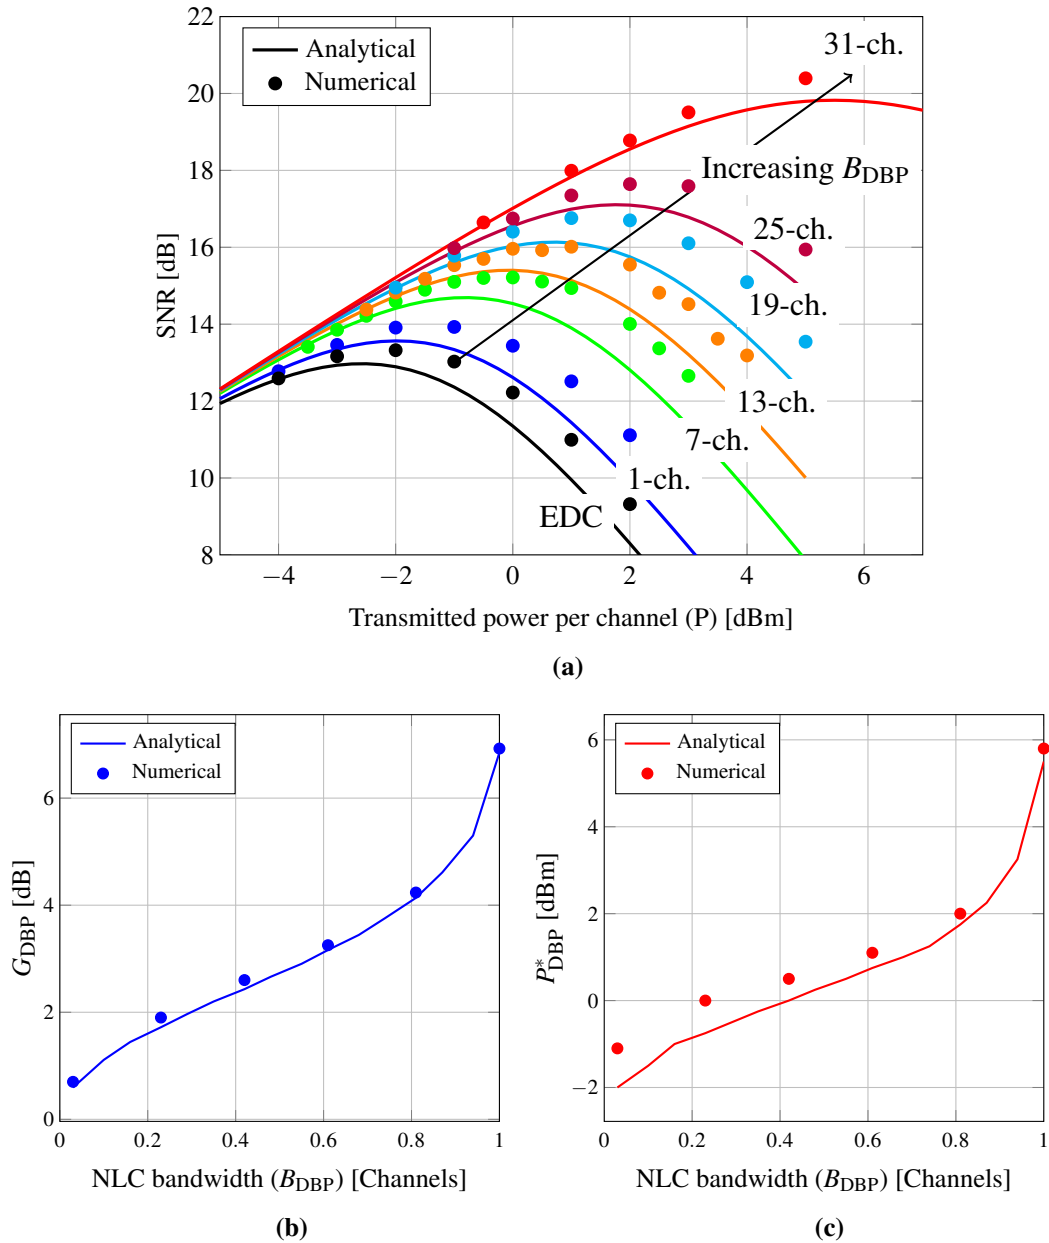 22
20
18
16
14
12
10
8
SNR [dB]
Analytical
Numerical
31-ch.
Increasing B_DBP
25-ch.
19-ch.
13-ch.
7-ch.
1-ch.
EDC
−4 −2 0 2 4 6
Transmitted power per channel (P) [dBm]
(a)
Analytical
Numerical
6
4
2
0
G_DBP [dB]
0 0.2 0.4 0.6 0.8 1
NLC bandwidth (B_DBP) [Channels]
(b)
Analytical
Numerical
6
4
2
0
−2
P*_DBP [dBm]
0 0.2 0.4 0.6 0.8 1
NLC bandwidth (B_DBP) [Channels]
(c)